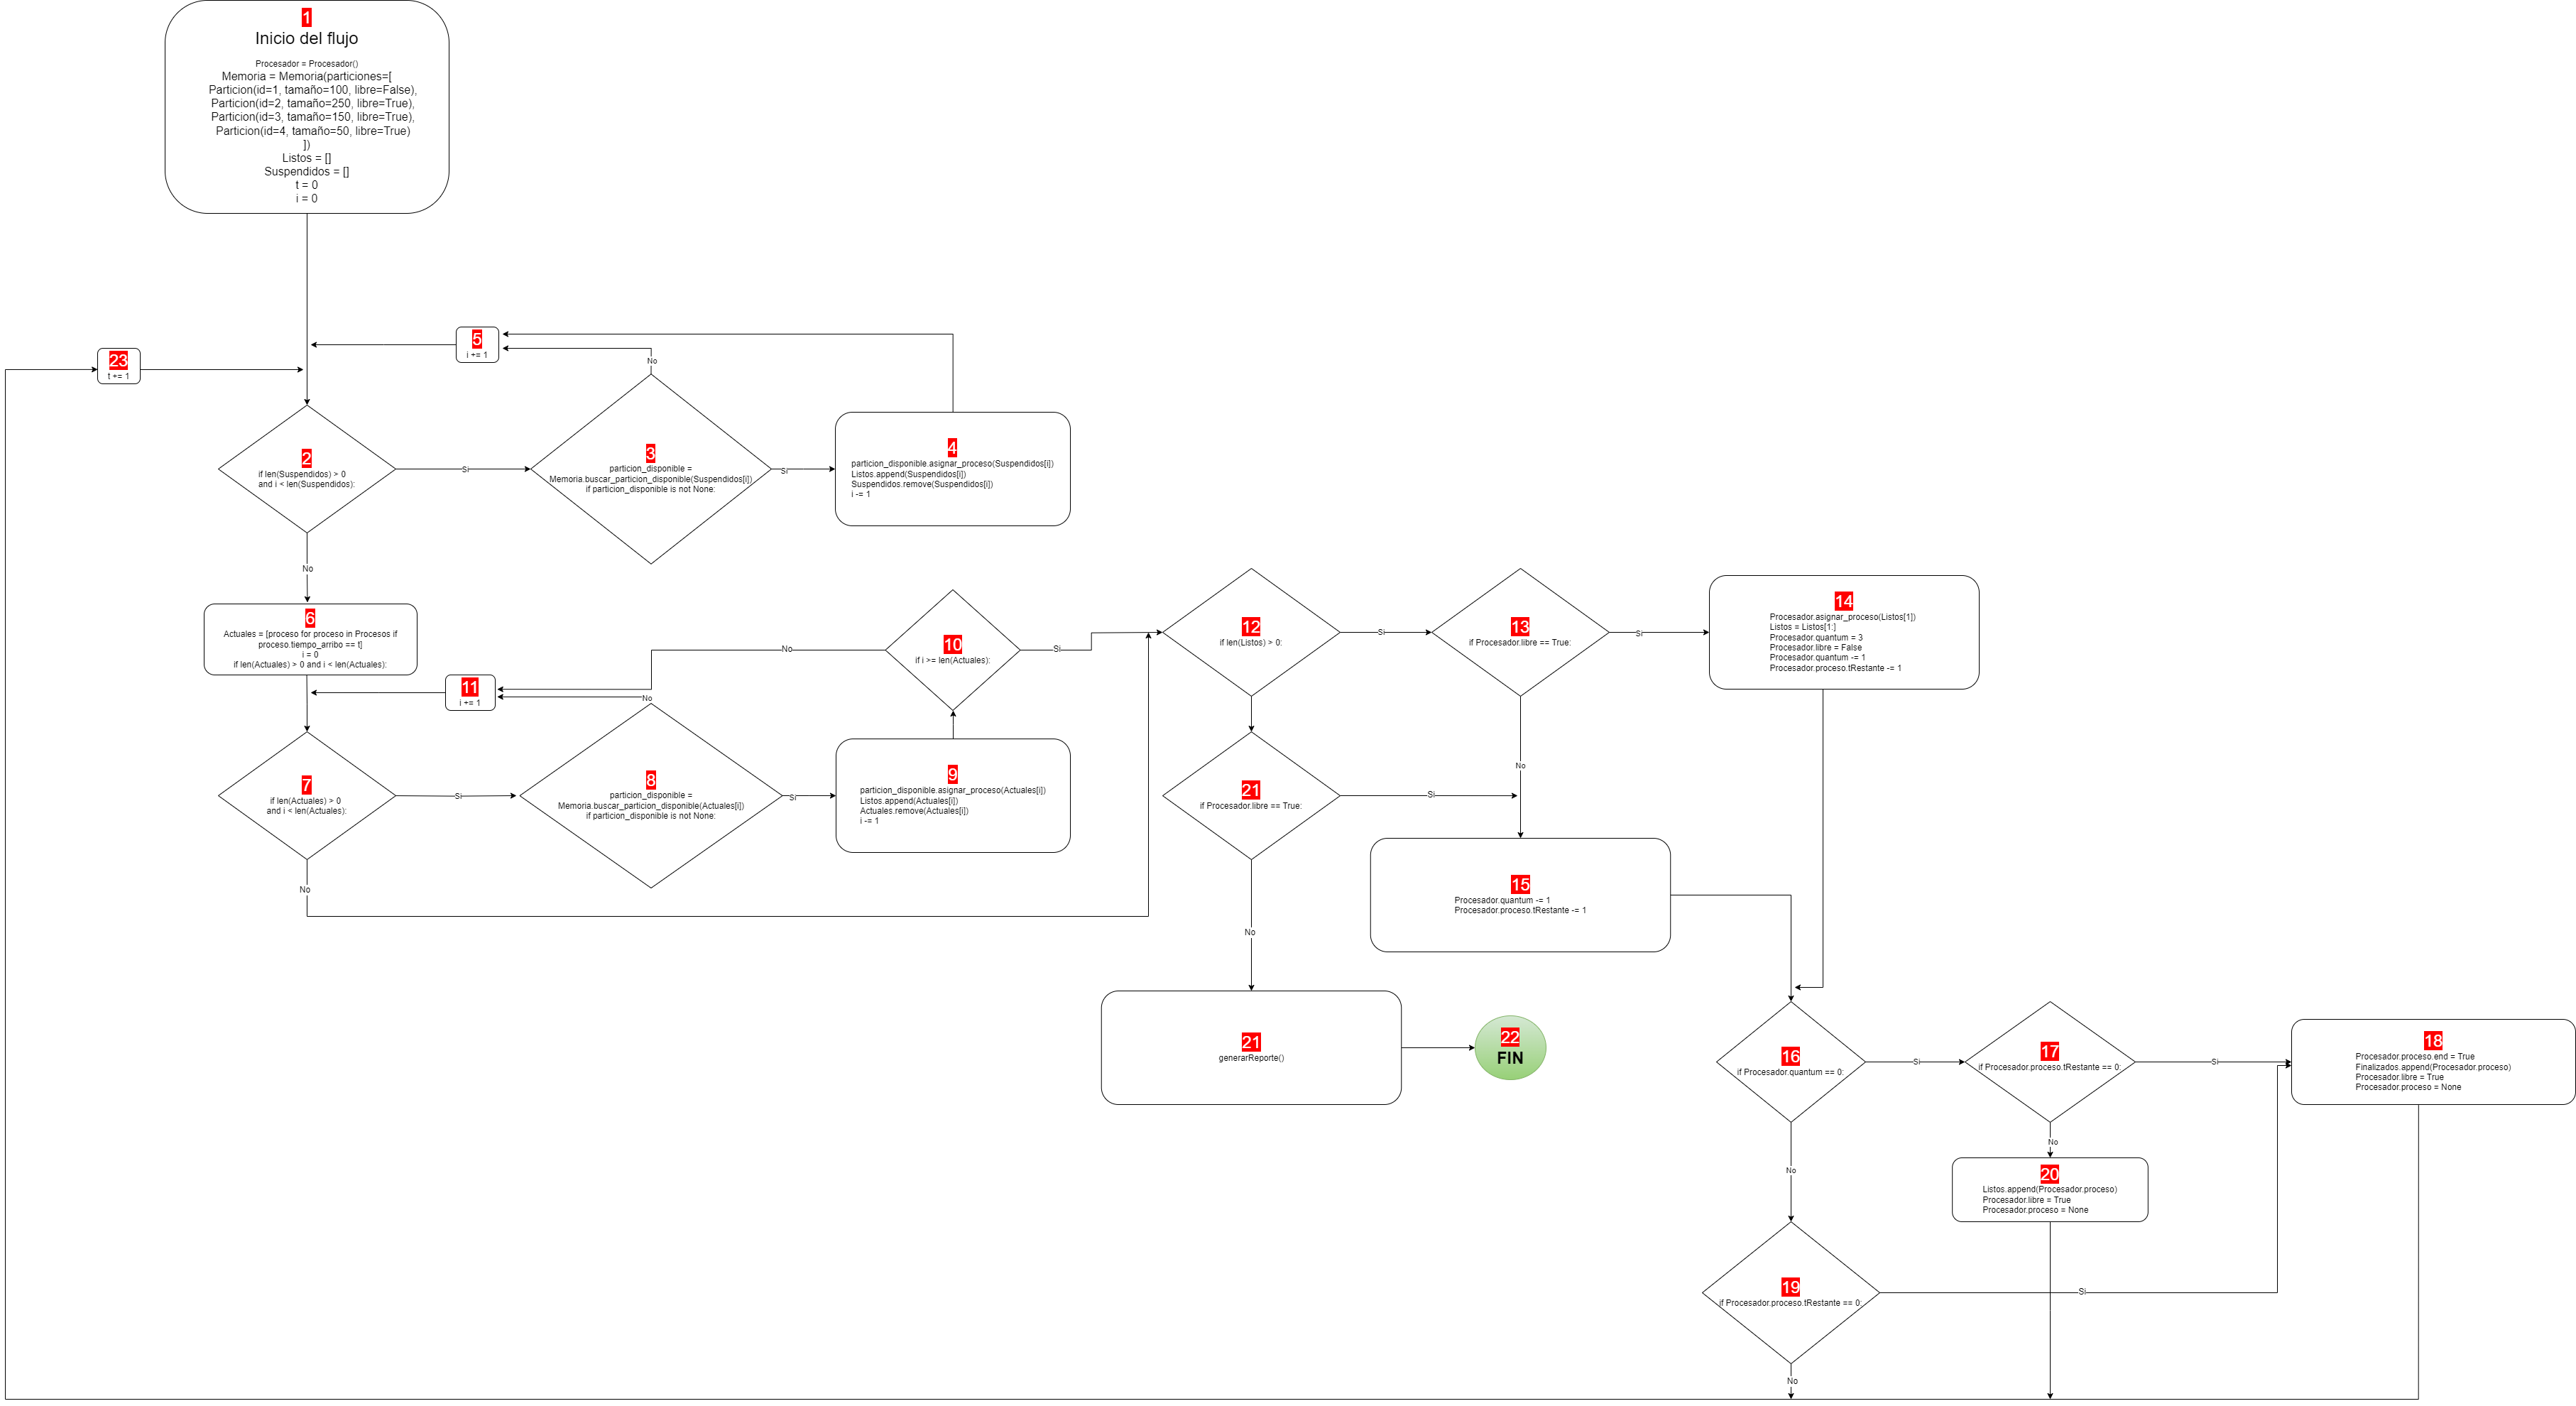 1
Inicio del flujo
Procesador = Procesador()
Memoria = Memoria(particiones=[
Particion(id=1, tamaño=100, libre=False),
Particion(id=2, tamaño=250, libre=True),
Particion(id=3, tamaño=150, libre=True),
Particion(id=4, tamaño=50, libre=True)
])
Listos = []
Suspendidos = []
t = 0
i = 0
5
i += 1
23
t += 1
No
2
if len(Suspendidos) > 0
and i < len(Suspendidos):
Si
3
particion_disponible =
Memoria.buscar_particion_disponible(Suspendidos[i])
if particion_disponible is not None:
Si
4
particion_disponible.asignar_proceso(Suspendidos[i])
Listos.append(Suspendidos[i])
Suspendidos.remove(Suspendidos[i])
i -= 1
No
6
Actuales = [proceso for proceso in Procesos if
proceso.tiempo_arribo == t]
i = 0
if len(Actuales) > 0 and i < len(Actuales):
No
10
if i >= len(Actuales):
Si
11
i += 1
No
7
if len(Actuales) > 0
and i < len(Actuales):
Si
8
particion_disponible =
Memoria.buscar_particion_disponible(Actuales[i])
if particion_disponible is not None:
Si
9
particion_disponible.asignar_proceso(Actuales[i])
Listos.append(Actuales[i])
Actuales.remove(Actuales[i])
i -= 1
No
12
if len(Listos) > 0:
Si
13
if Procesador.libre == True:
Si
14
Procesador.asignar_proceso(Listos[1])
Listos = Listos[1:]
Procesador.quantum = 3
Procesador.libre = False
Procesador.quantum -= 1
Procesador.proceso.tRestante -= 1
No
21
if Procesador.libre == True:
Si
15
Procesador.quantum -= 1
Procesador.proceso.tRestante -= 1
No
21
generarReporte()
22
FIN
16
if Procesador.quantum == 0:
Si
17
if Procesador.proceso.tRestante == 0:
Si
18
Procesador.proceso.end = True
Finalizados.append(Procesador.proceso)
Procesador.libre = True
Procesador.proceso = None
No
No
20
Listos.append(Procesador.proceso)
Procesador.libre = True
Procesador.proceso = None
19
if Procesador.proceso.tRestante == 0:
Si
No